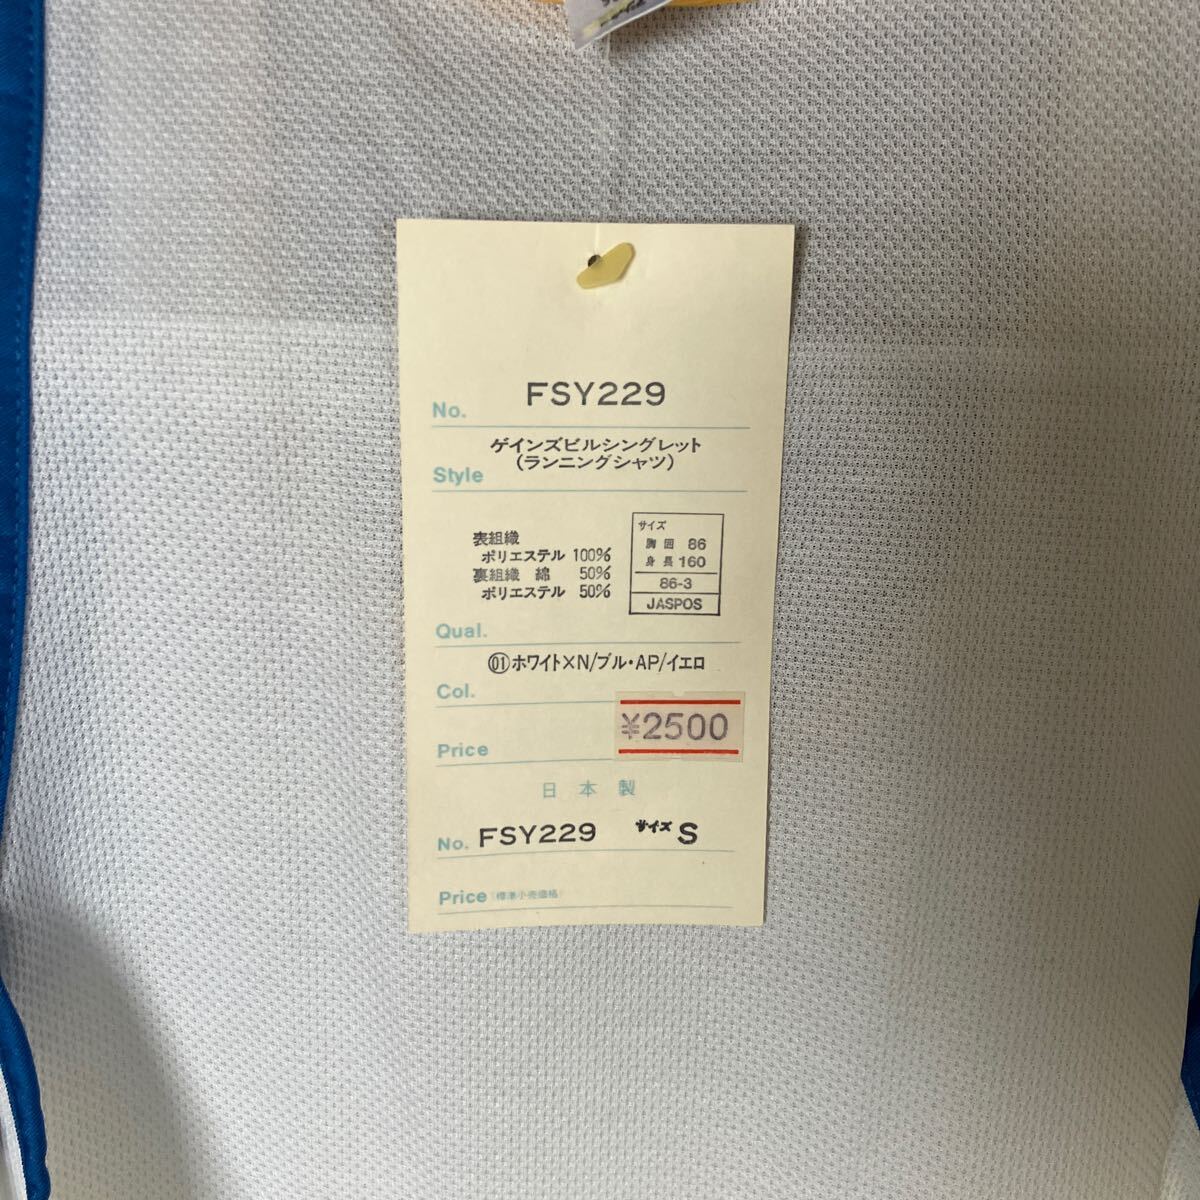 FSY229
No.
ゲインズビルシングレット
(ランニングシャツ)
Style
表組織
ポリエステル 100%
裏組織 綿 50%
ポリエステル 50%
サイズ
胸囲 86
身長 160
86-3
JASPOS
Qual.
01 ホワイト×N/ブル・AP/イエロ
Col.
¥2500
Price
日本製
No. FSY229 サイズ S
Price (標準小売価格)